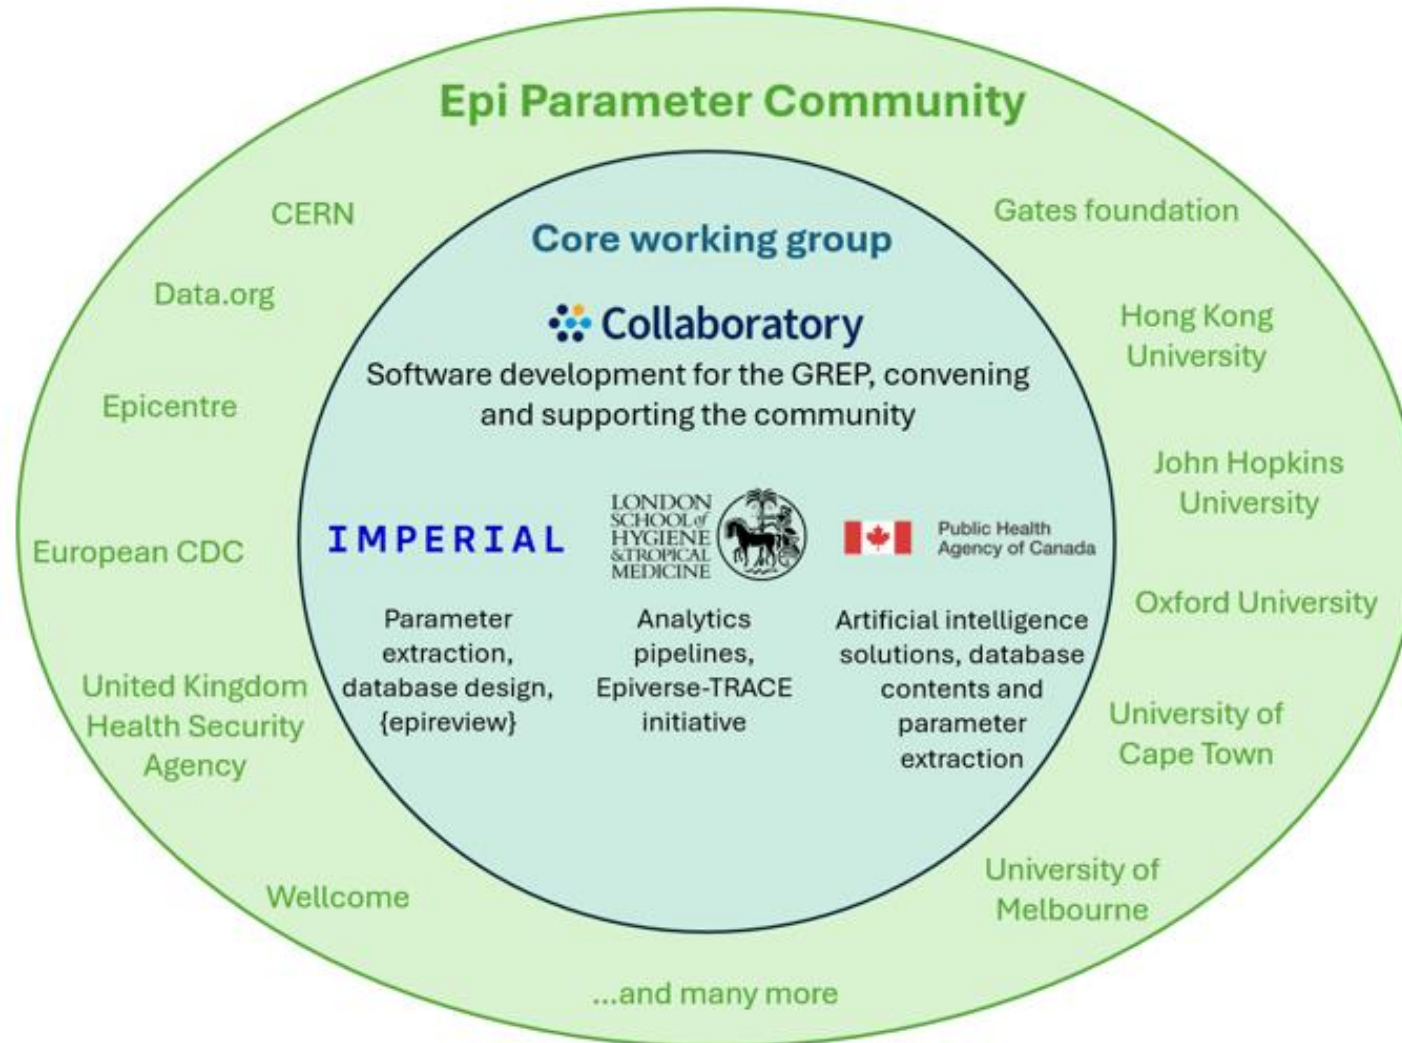 Epi Parameter Community
CERN
Data.org
Epicentre
European CDC
United Kingdom
Health Security
Agency
Wellcome
Core working group
Collaboratory
Software development for the GREP, convening
and supporting the community
IMPERIAL
Parameter
extraction,
database design,
{epireview}
LONDON
SCHOOL of
HYGIENE
& TROPICAL
MEDICINE
Analytics
pipelines,
Epiverse-TRACE
initiative
Public Health
Agency of Canada
Artificial intelligence
solutions, database
contents and
parameter
extraction
Gates foundation
Hong Kong
University
John Hopkins
University
Oxford University
University of
Cape Town
University of
Melbourne
...and many more